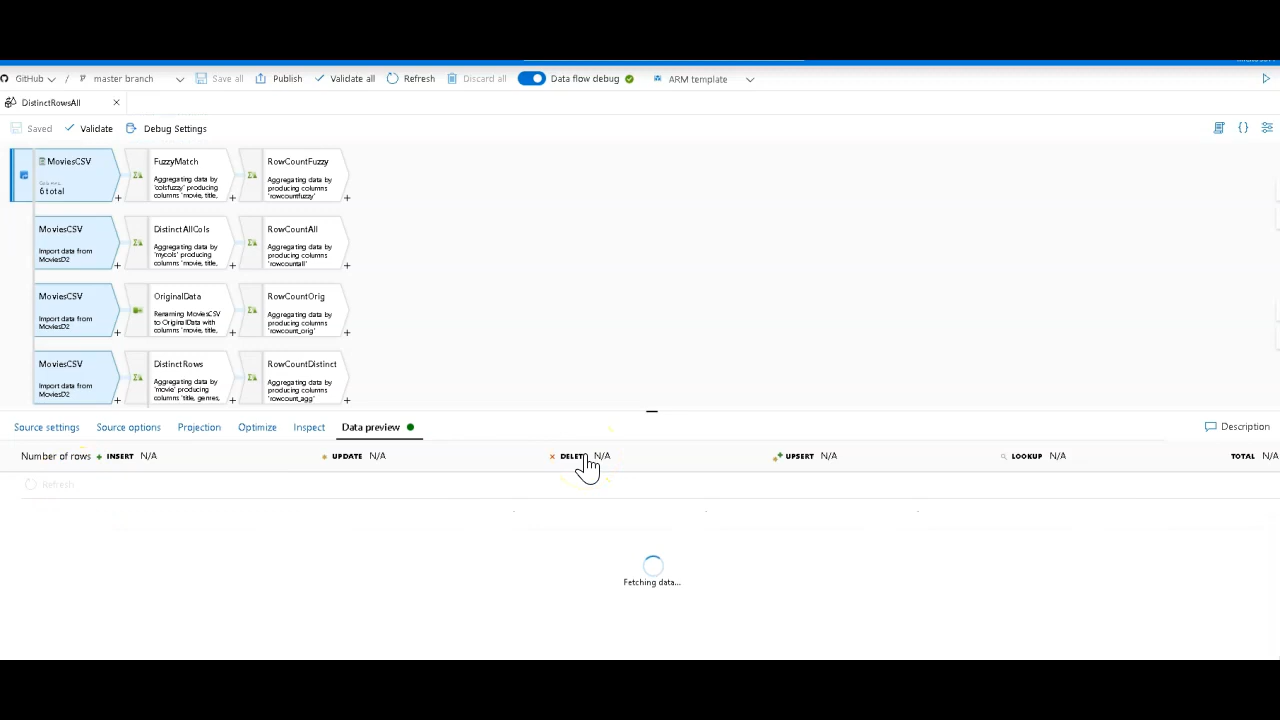 GitHub / master branch Save all Publish Validate all Refresh Discard all Data flow debug ARM template
DistinctRowsAll
Saved Validate Debug Settings
MoviesCSV
Columns:
6 total
FuzzyMatch
Aggregating data by
'colsfuzzy' producing
columns 'movie, title,
RowCountFuzzy
Aggregating data by
producing columns
'rowcountfuzzy'
MoviesCSV
Import data from
MoviesD2
DistinctAllCols
Aggregating data by
'mycols' producing
columns 'movie, title,
RowCountAll
Aggregating data by
producing columns
'rowcountall'
MoviesCSV
Import data from
MoviesD2
OriginalData
Renaming MoviesCSV
to OriginalData with
columns 'movie, title,
RowCountOrig
Aggregating data by
producing columns
'rowcount_orig'
MoviesCSV
Import data from
MoviesD2
DistinctRows
Aggregating data by
'movie' producing
columns 'title, genres,
RowCountDistinct
Aggregating data by
producing columns
'rowcount_agg'
Source settings Source options Projection Optimize Inspect Data preview Description
Number of rows + INSERT N/A UPDATE N/A × DELETE N/A UPSERT N/A LOOKUP N/A TOTAL N/A
Refresh
Fetching data...